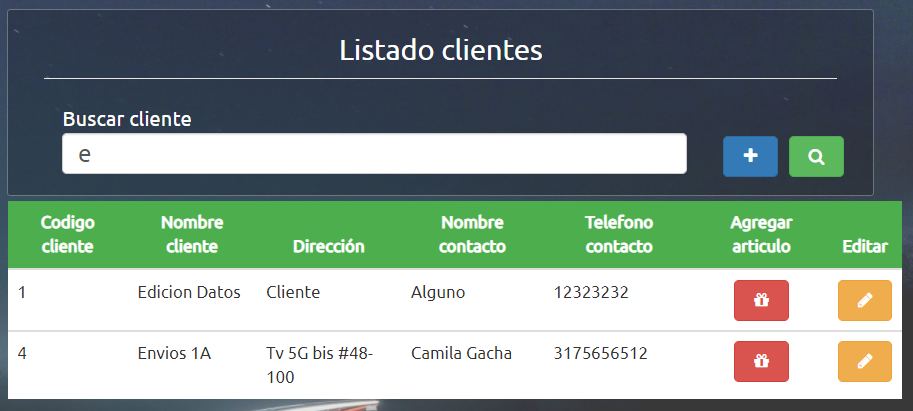 Listado clientes
Buscar cliente
e
Codigo cliente Nombre cliente Dirección Nombre contacto Telefono contacto Agregar articulo Editar
1 Edicion Datos Cliente Alguno 12323232
4 Envios 1A Tv 5G bis #48-100 Camila Gacha 3175656512